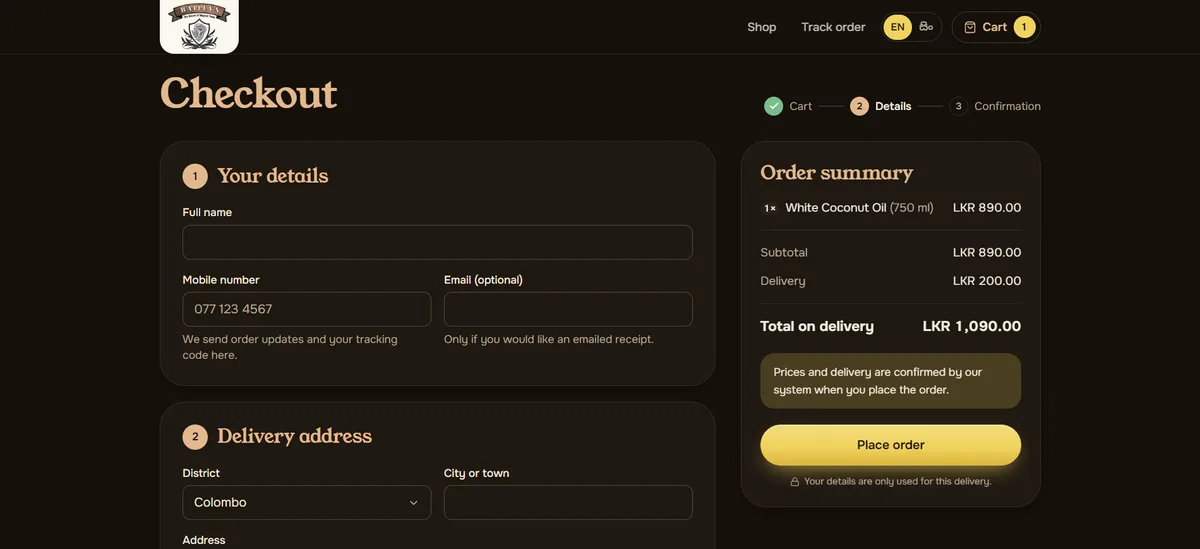 BAILEY'S
Shop
Track order
EN
සිං
Cart 1
Checkout
Cart
2 Details
3 Confirmation
1 Your details
Full name
Mobile number
Email (optional)
077 123 4567
We send order updates and your tracking
code here.
Only if you would like an emailed receipt.
2 Delivery address
District
City or town
Colombo
Address
Order summary
1× White Coconut Oil (750 ml) LKR 890.00
Subtotal LKR 890.00
Delivery LKR 200.00
Total on delivery LKR 1,090.00
Prices and delivery are confirmed by our
system when you place the order.
Place order
Your details are only used for this delivery.